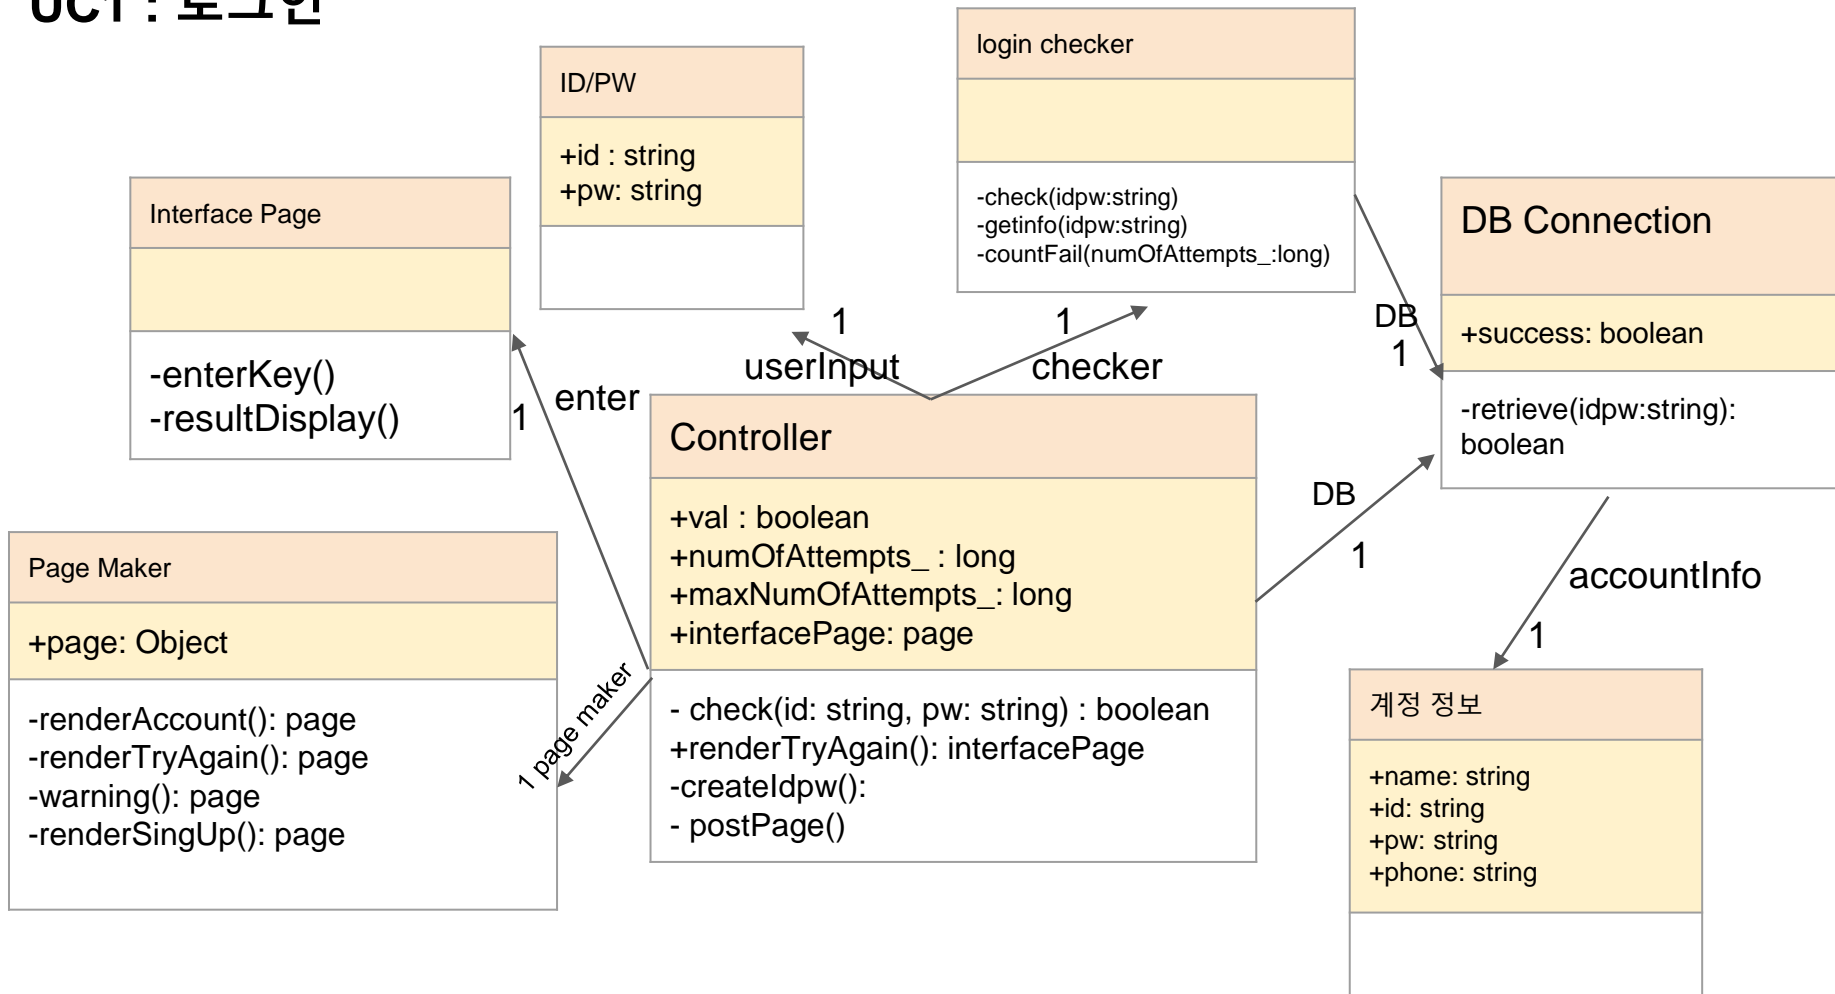 UC1 : 로그인
login checker
-check(idpw:string)
-getinfo(idpw:string)
-countFail(numOfAttempts_:long)
ID/PW
+id : string
+pw: string
Interface Page
-enterKey()
-resultDisplay()
DB Connection
+success: boolean
-retrieve(idpw:string):
boolean
1
userInput
1
checker
DB
1
enter
1
Controller
+val : boolean
+numOfAttempts_ : long
+maxNumOfAttempts_: long
+interfacePage: page
- check(id: string, pw: string) : boolean
+renderTryAgain(): interfacePage
-createIdpw():
- postPage()
DB
1
accountInfo
1
Page Maker
+page: Object
-renderAccount(): page
-renderTryAgain(): page
-warning(): page
-renderSingUp(): page
1 page maker
계정 정보
+name: string
+id: string
+pw: string
+phone: string